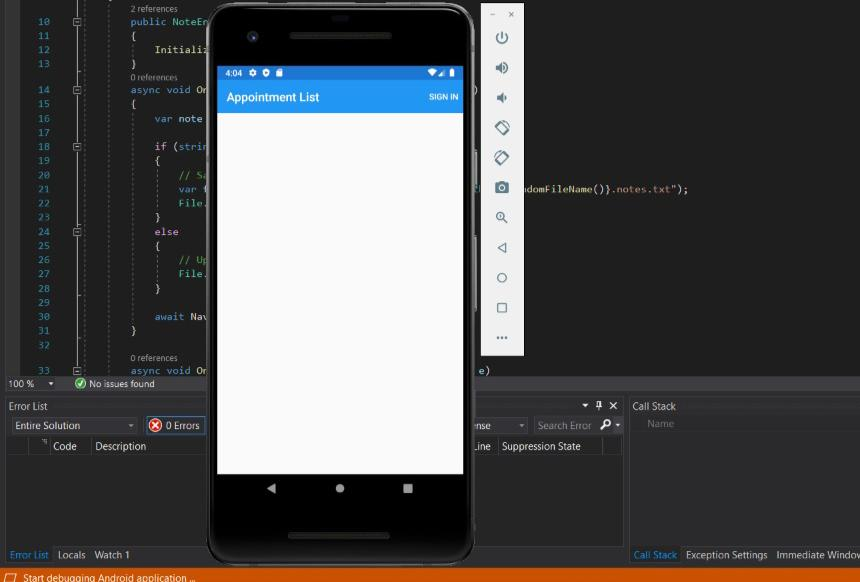 2 references
10 public NoteEn
11 {
12 Initializ
13 }
0 references
14 async void On )
15 {
16 var note
17
18 if (strin
19 {
20 // Sa
21 var f ndomFileName()}.notes.txt");
22 File.
23 }
24 else
25 {
26 // Up
27 File.
28 }
29
30 await Nav
31 }
32
0 references
33 async void On e)
4:04
Appointment List SIGN IN
100 % No issues found
Error List
Entire Solution 0 Errors nse Search Error
Code Description Line Suppression State
Call Stack
Name
Error List Locals Watch 1
Call Stack Exception Settings Immediate Window
Start debugging Android application ...